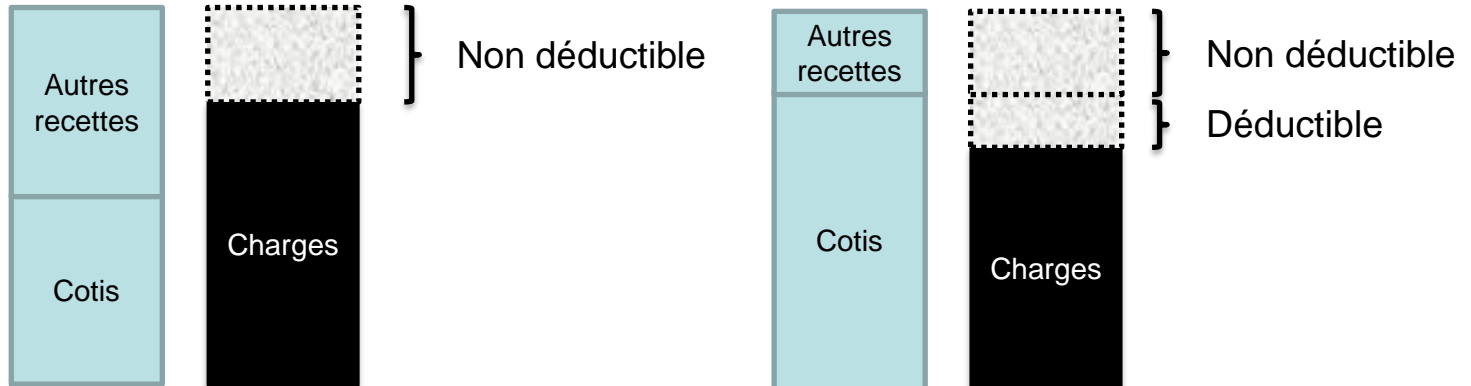 Autres
recettes
Cotis
Charges
Non déductible
Autres
recettes
Cotis
Charges
Non déductible
Déductible